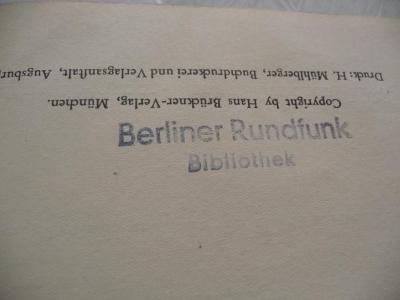 Copyright by Hans Brückner-Verlag, München.
Druck: H. Mühlberger, Buchdruckerei und Verlagsanstalt, Augsburg
Berliner Rundfunk
Bibliothek